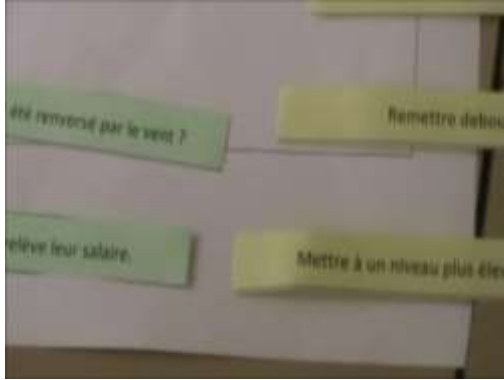 été renversé par le vent ?
Remettre debou
relève leur salaire.
Mettre à un niveau plus éle